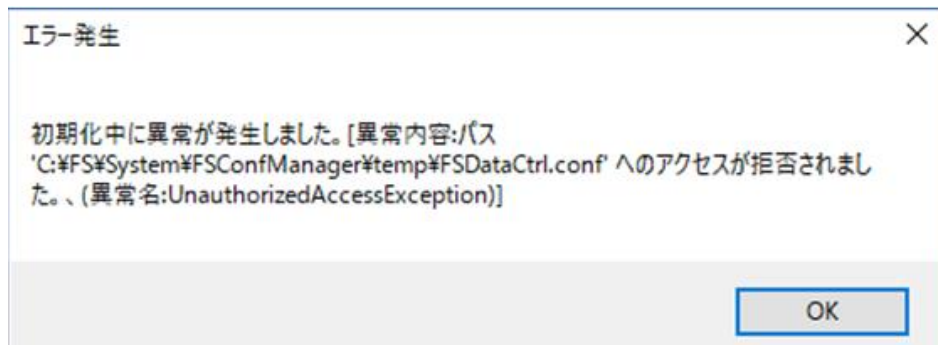 エラー発生
初期化中に異常が発生しました。[異常内容:パス
'C:¥FS¥System¥FSConfManager¥temp¥FSDataCtrl.conf' へのアクセスが拒否されまし
た。、(異常名:UnauthorizedAccessException)]
OK